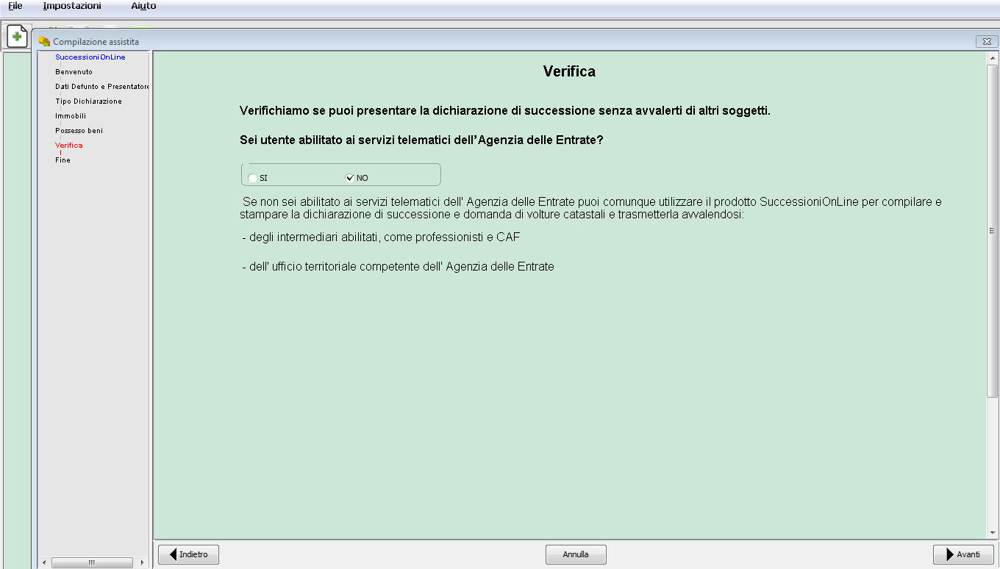 File Impostazioni Aiuto
Compilazione assistita
SuccessioniOnLine
Benvenuto
Dati Defunto e Presentatore
Tipo Dichiarazione
Immobili
Possesso beni
Verifica
Fine
Verifica
Verifichiamo se puoi presentare la dichiarazione di successione senza avvalerti di altri soggetti.
Sei utente abilitato ai servizi telematici dell'Agenzia delle Entrate?
SI NO
Se non sei abilitato ai servizi telematici dell' Agenzia delle Entrate puoi comunque utilizzare il prodotto SuccessioniOnLine per compilare e
stampare la dichiarazione di successione e domanda di volture catastali e trasmetterla avvalendosi:
- degli intermediari abilitati, come professionisti e CAF
- dell' ufficio territoriale competente dell' Agenzia delle Entrate
Indietro Annulla Avanti